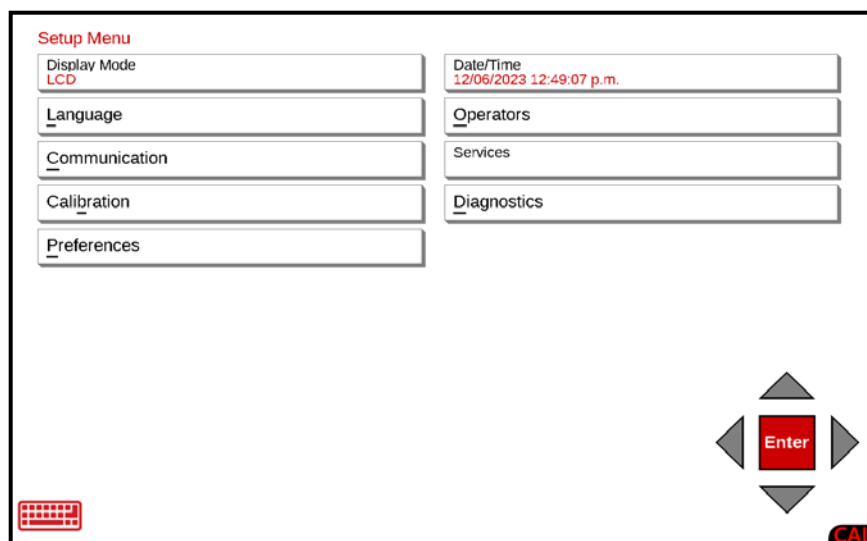 Setup Menu
Display Mode
LCD
Date/Time
12/06/2023 12:49:07 p.m.
Language
Operators
Communication
Services
Calibration
Diagnostics
Preferences
Enter